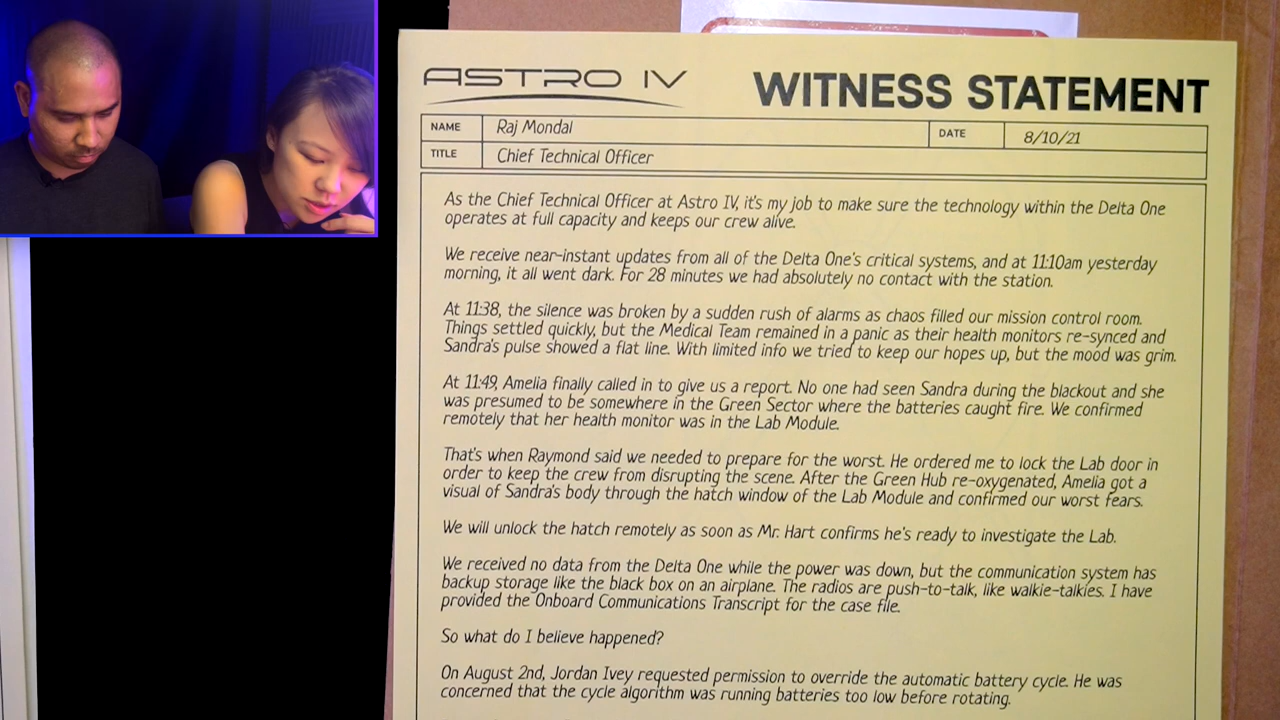 ASTRO IV
WITNESS STATEMENT
NAME
Raj Mondal
DATE
8/10/21
TITLE
Chief Technical Officer
As the Chief Technical Officer at Astro IV, it's my job to make sure the technology within the Delta One
operates at full capacity and keeps our crew alive.
We receive near-instant updates from all of the Delta One's critical systems, and at 11:10am yesterday
morning, it all went dark. For 28 minutes we had absolutely no contact with the station.
At 11:38, the silence was broken by a sudden rush of alarms as chaos filled our mission control room.
Things settled quickly, but the Medical Team remained in a panic as their health monitors re-synced and
Sandra's pulse showed a flat line. With limited info we tried to keep our hopes up, but the mood was grim.
At 11:49, Amelia finally called in to give us a report. No one had seen Sandra during the blackout and she
was presumed to be somewhere in the Green Sector where the batteries caught fire. We confirmed
remotely that her health monitor was in the Lab Module.
That's when Raymond said we needed to prepare for the worst. He ordered me to lock the Lab door in
order to keep the crew from disrupting the scene. After the Green Hub re-oxygenated, Amelia got a
visual of Sandra's body through the hatch window of the Lab Module and confirmed our worst fears.
We will unlock the hatch remotely as soon as Mr. Hart confirms he's ready to investigate the Lab.
We received no data from the Delta One while the power was down, but the communication system has
backup storage like the black box on an airplane. The radios are push-to-talk, like walkie-talkies. I have
provided the Onboard Communications Transcript for the case file.
So what do I believe happened?
On August 2nd, Jordan Ivey requested permission to override the automatic battery cycle. He was
concerned that the cycle algorithm was running batteries too low before rotating.